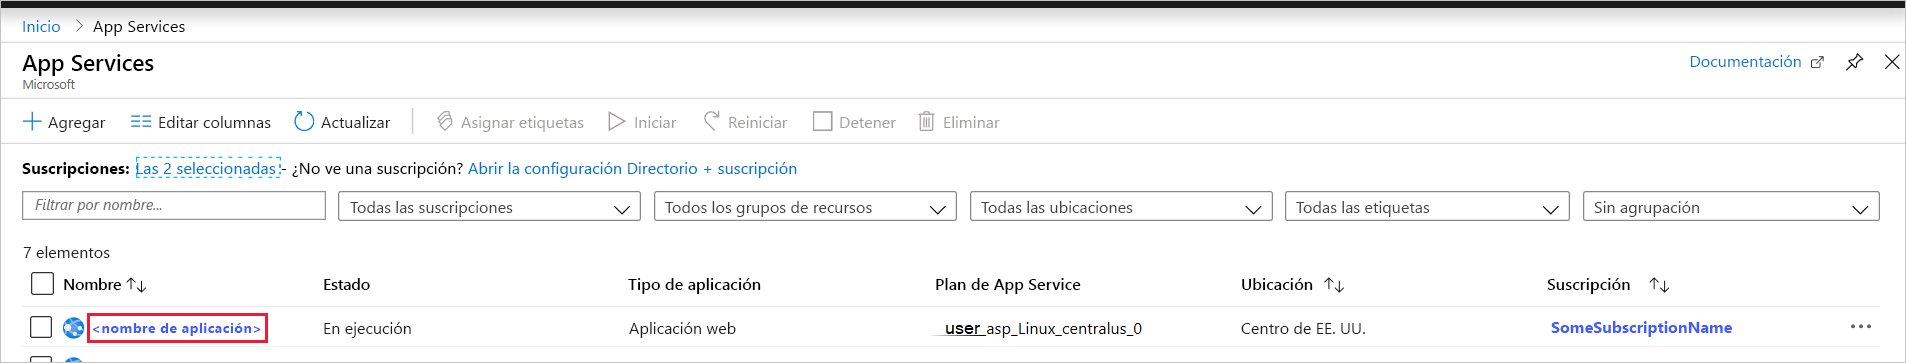 Inicio > App Services
App Services
Microsoft
Documentación
Agregar Editar columnas Actualizar Asignar etiquetas Iniciar Reiniciar Detener Eliminar
Suscripciones: Las 2 seleccionadas - ¿No ve una suscripción? Abrir la configuración Directorio + suscripción
Filtrar por nombre... Todas las suscripciones Todos los grupos de recursos Todas las ubicaciones Todas las etiquetas Sin agrupación
7 elementos
Nombre Estado Tipo de aplicación Plan de App Service Ubicación Suscripción
<nombre de aplicación> En ejecución Aplicación web user_asp_Linux_centralus_0 Centro de EE. UU. SomeSubscriptionName